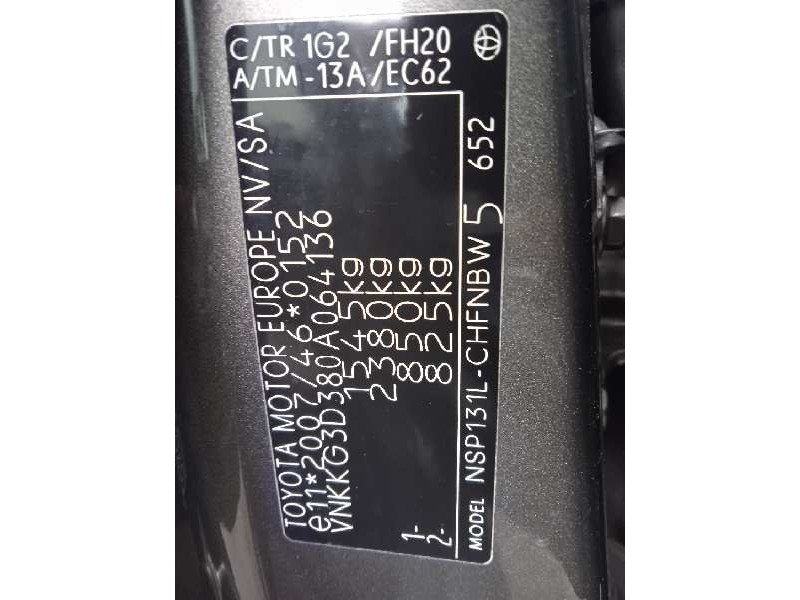 C/TR 1G2 /FH20
A/TM -13A/EC62
TOYOTA MOTOR EUROPE NV/SA
e11*2007/46*0152
VNKKG3D380A064136
1545kg
2380kg
1- 850kg
2- 825kg
MODEL NSP131L-CHFNBW 5 652